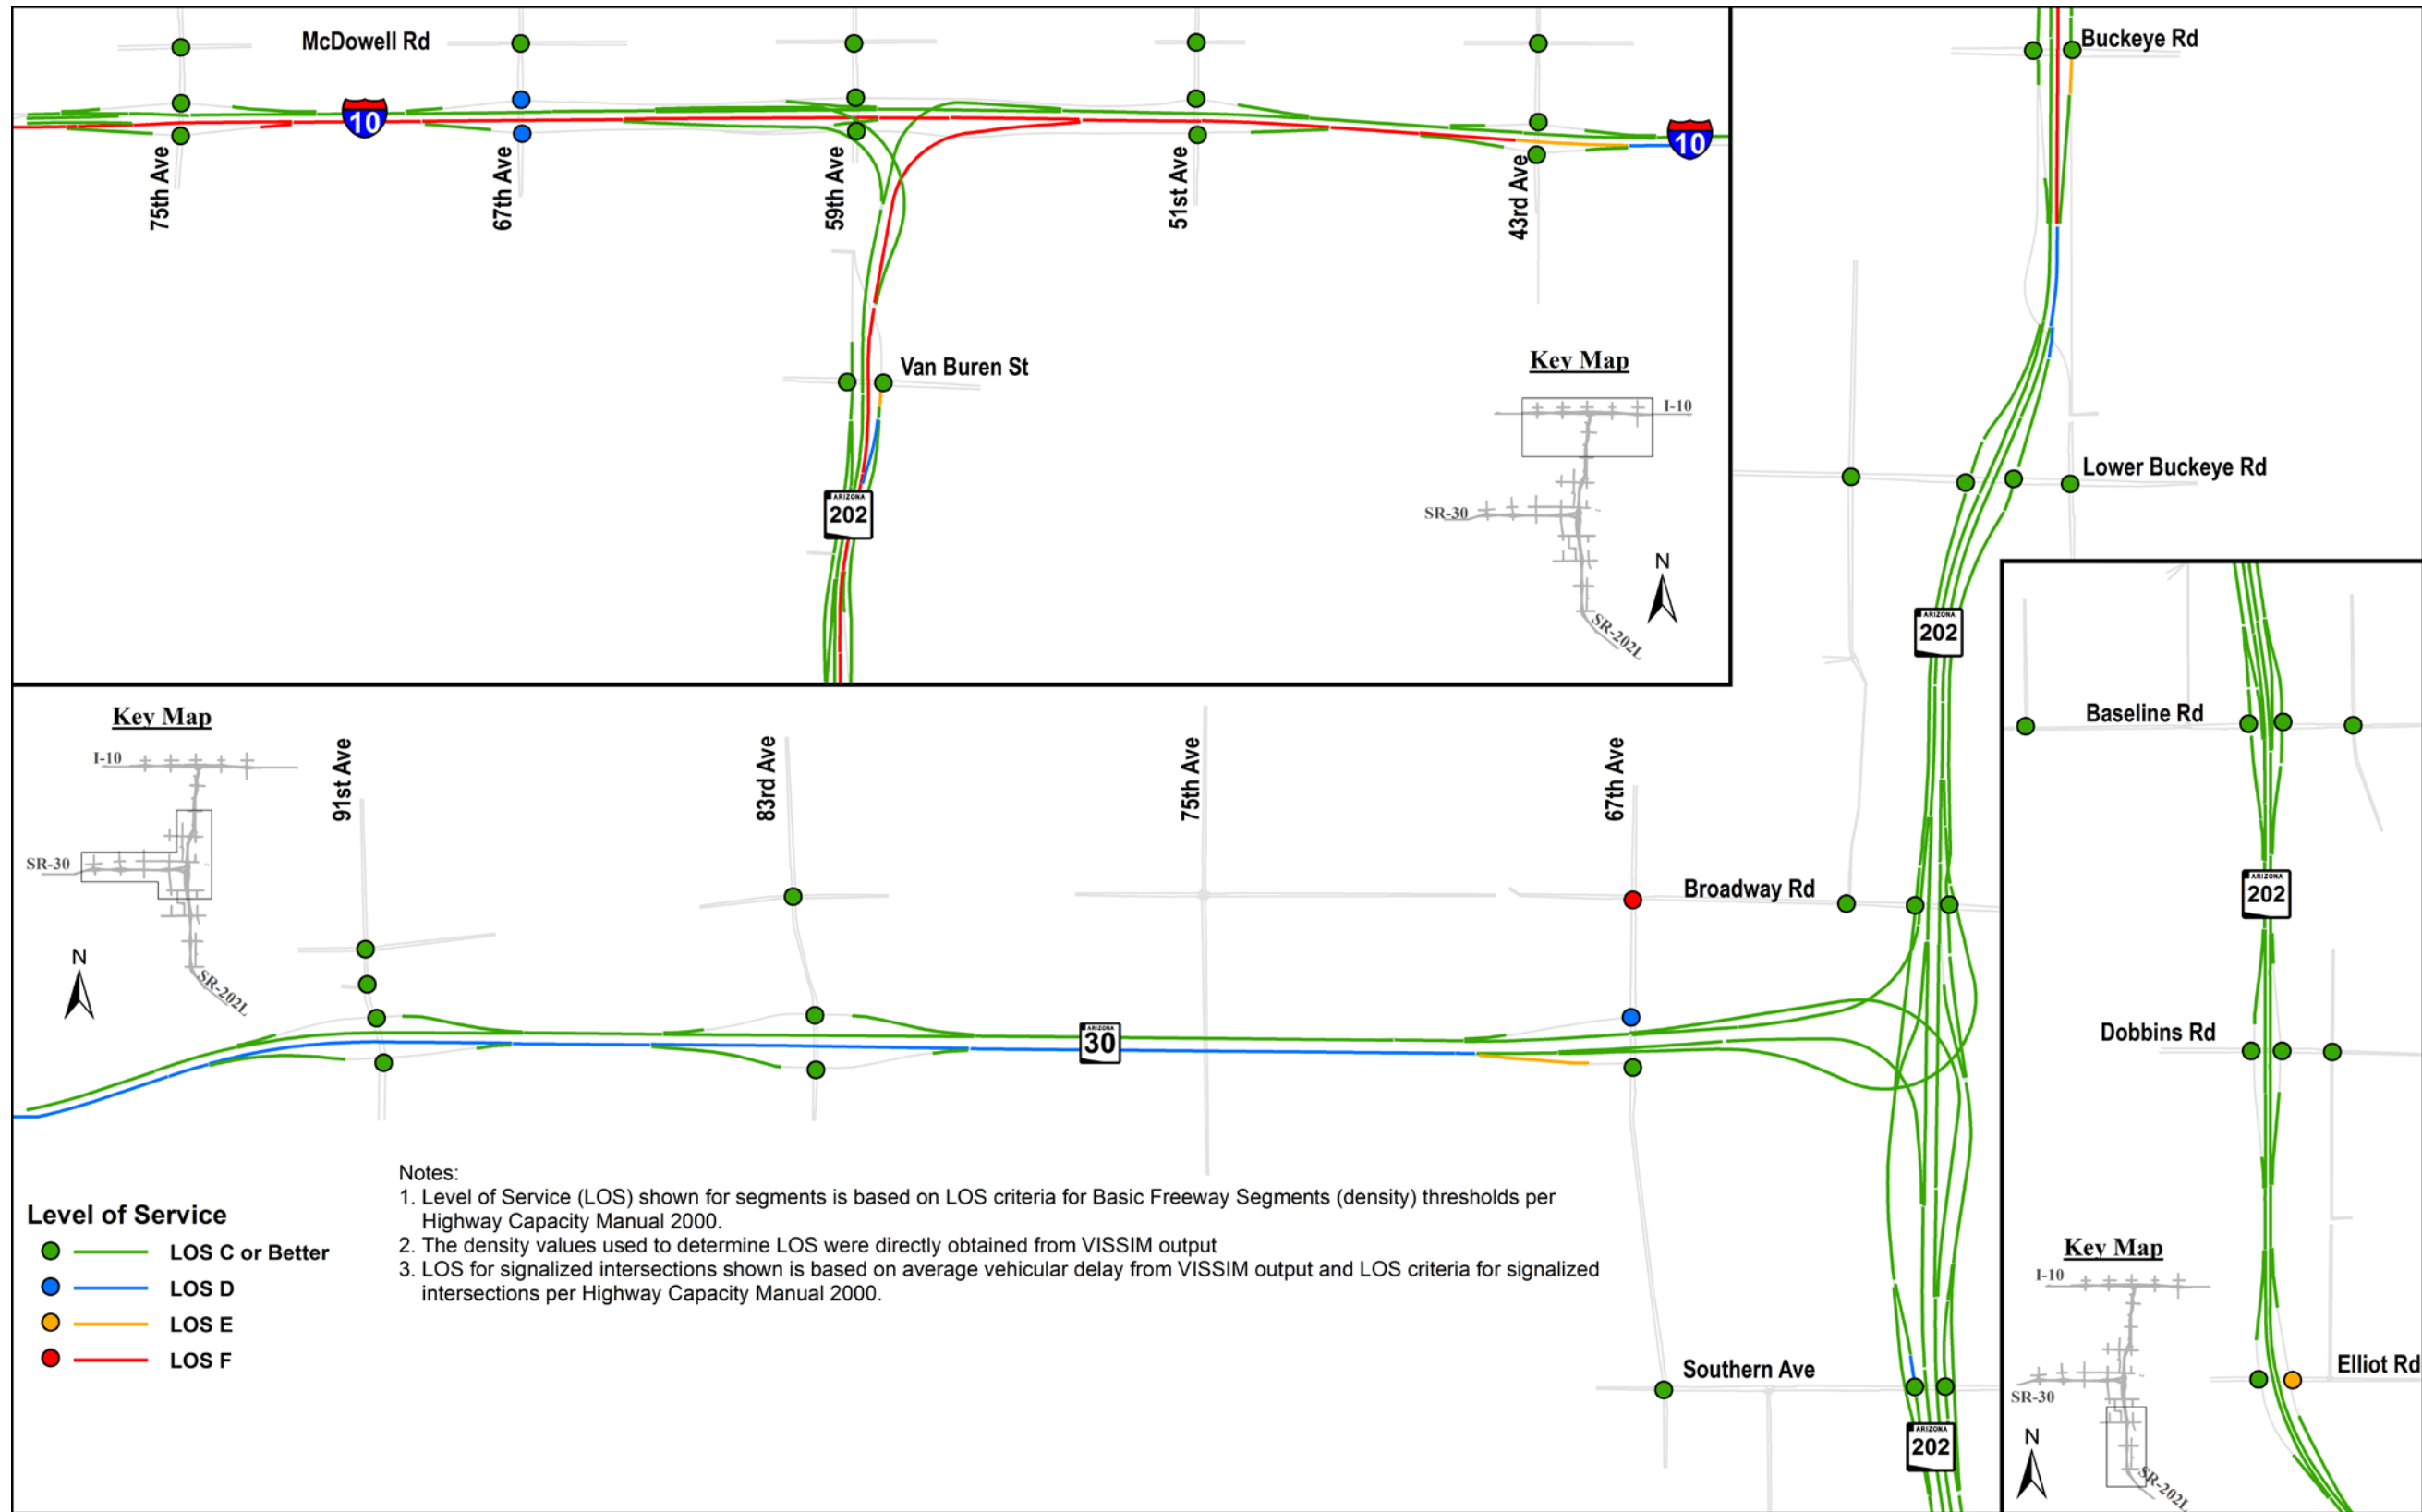 McDowell Rd
10
10
75th Ave
67th Ave
59th Ave
51st Ave
43rd Ave
Van Buren St
ARIZONA
202
Key Map
I-10
SR-30
SR-202L
N
Buckeye Rd
Lower Buckeye Rd
ARIZONA
202
Key Map
I-10
SR-30
SR-202L
N
91st Ave
83rd Ave
75th Ave
67th Ave
Broadway Rd
ARIZONA
30
Southern Ave
ARIZONA
202
Notes:
1. Level of Service (LOS) shown for segments is based on LOS criteria for Basic Freeway Segments (density) thresholds per
Highway Capacity Manual 2000.
2. The density values used to determine LOS were directly obtained from VISSIM output
3. LOS for signalized intersections shown is based on average vehicular delay from VISSIM output and LOS criteria for signalized
intersections per Highway Capacity Manual 2000.
Level of Service
LOS C or Better
LOS D
LOS E
LOS F
Baseline Rd
ARIZONA
202
Dobbins Rd
Key Map
I-10
SR-30
SR-202L
N
Elliot Rd